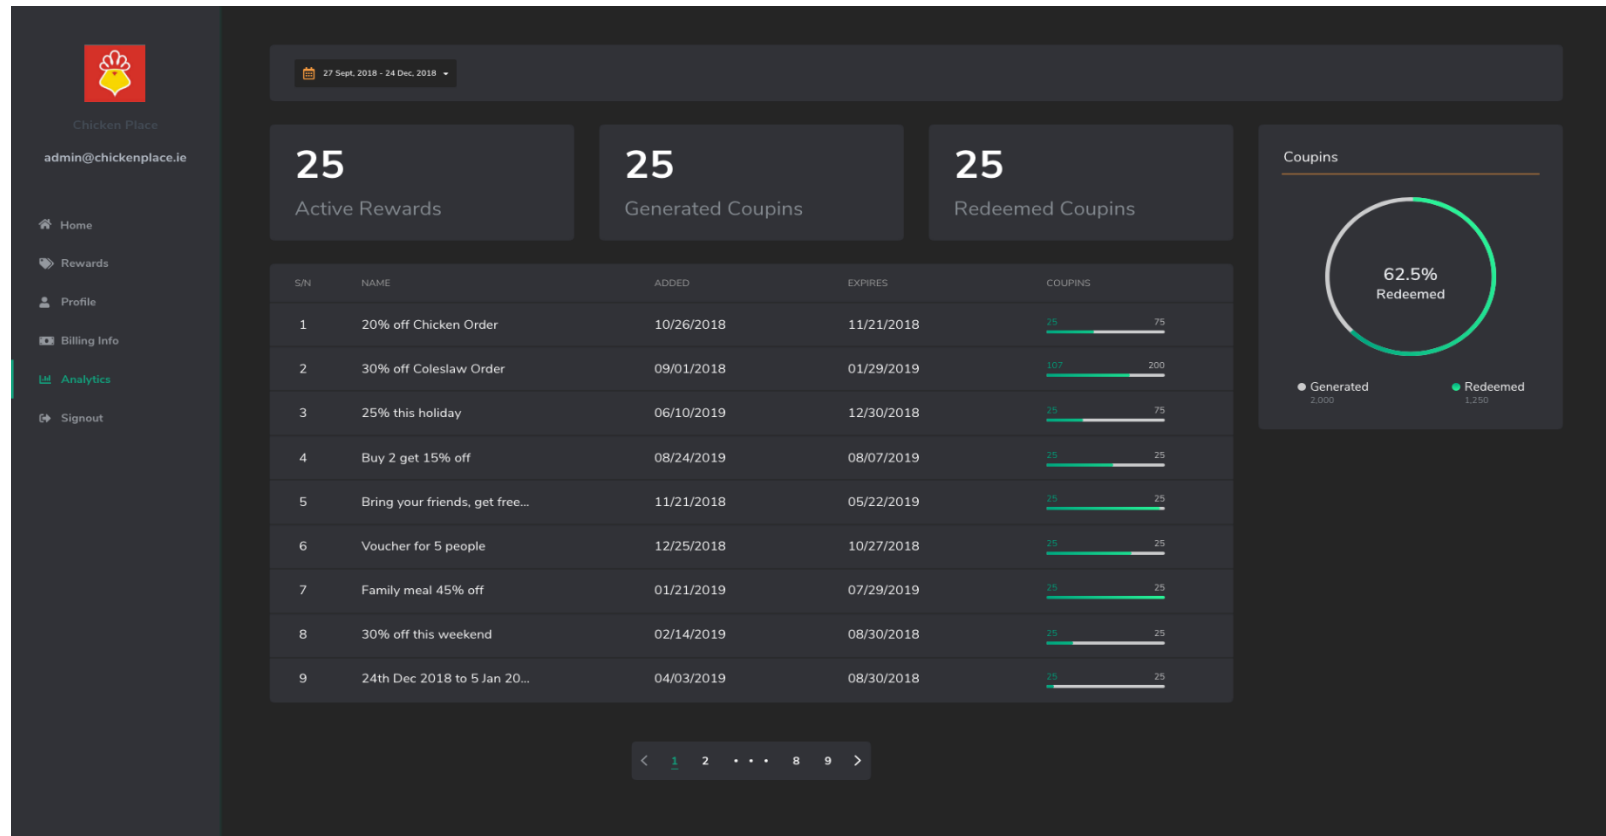 Chicken Place
admin@chickenplace.ie
Home
Rewards
Profile
Billing Info
Analytics
Signout
27 Sept, 2018 - 24 Dec, 2018
25
Active Rewards
25
Generated Coupins
25
Redeemed Coupins
S/N NAME ADDED EXPIRES COUPINS
1 20% off Chicken Order 10/26/2018 11/21/2018 25 75
2 30% off Coleslaw Order 09/01/2018 01/29/2019 107 200
3 25% this holiday 06/10/2019 12/30/2018 25 75
4 Buy 2 get 15% off 08/24/2019 08/07/2019 25 25
5 Bring your friends, get free... 11/21/2018 05/22/2019 25 25
6 Voucher for 5 people 12/25/2018 10/27/2018 25 25
7 Family meal 45% off 01/21/2019 07/29/2019 25 25
8 30% off this weekend 02/14/2019 08/30/2018 25 25
9 24th Dec 2018 to 5 Jan 20... 04/03/2019 08/30/2018 25 25
< 1 2 • • • 8 9 >
Coupins
62.5%
Redeemed
Generated Redeemed
2,000 1,250